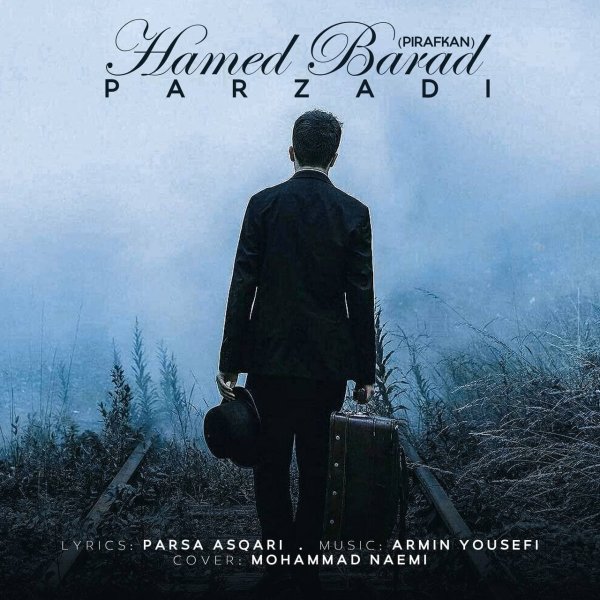 (PIRAFKAN)
Hamed Barad
PARZADI
LYRICS: PARSA ASQARI . MUSIC: ARMIN YOUSEFI
COVER: MOHAMMAD NAEMI